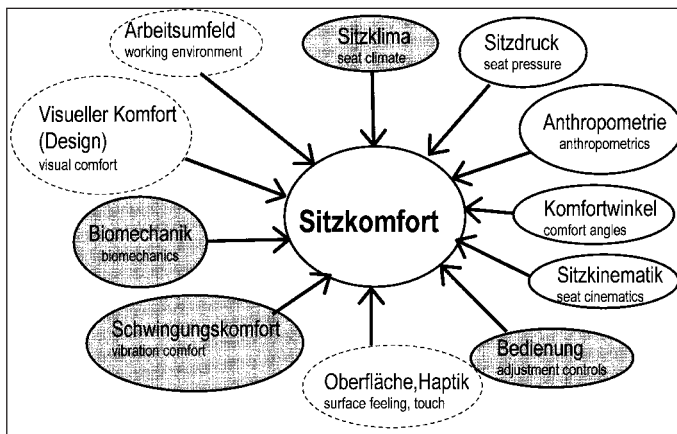 Arbeitsumfeld
working environment
Sitzklima
seat climate
Sitzdruck
seat pressure
Visueller Komfort
(Design)
visual comfort
Anthropometrie
anthropometrics
Sitzkomfort
Komfortwinkel
comfort angles
Biomechanik
biomechanics
Sitzkinematik
seat cinematics
Schwingungskomfort
vibration comfort
Bedienung
adjustment controls
Oberfläche,Haptik
surface feeling, touch